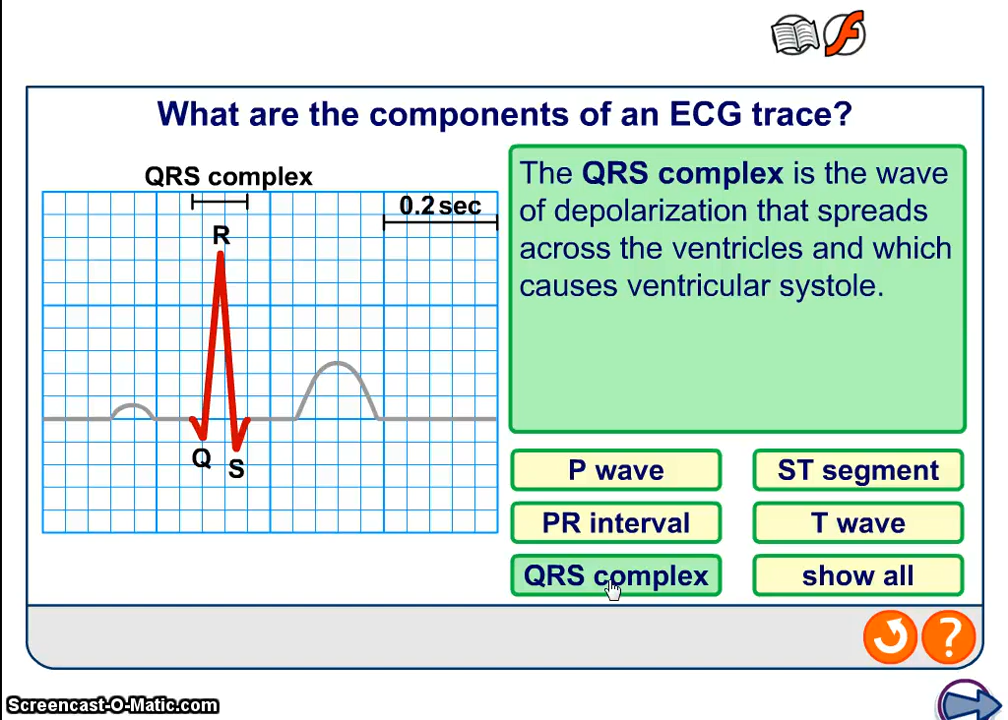 What are the components of an ECG trace?
QRS complex
0.2 sec
R
Q
S
The QRS complex is the wave
of depolarization that spreads
across the ventricles and which
causes ventricular systole.
P wave
ST segment
PR interval
T wave
QRS complex
show all
?
Screencast-O-Matic.com